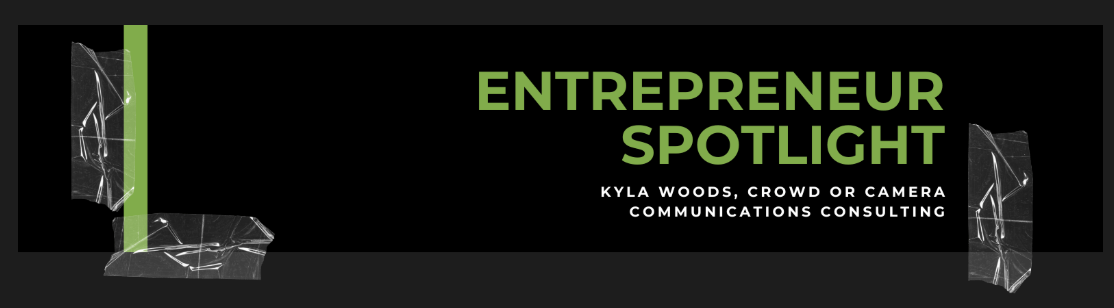 ENTREPRENEUR
SPOTLIGHT
KYLA WOODS, CROWD OR CAMERA
COMMUNICATIONS CONSULTING